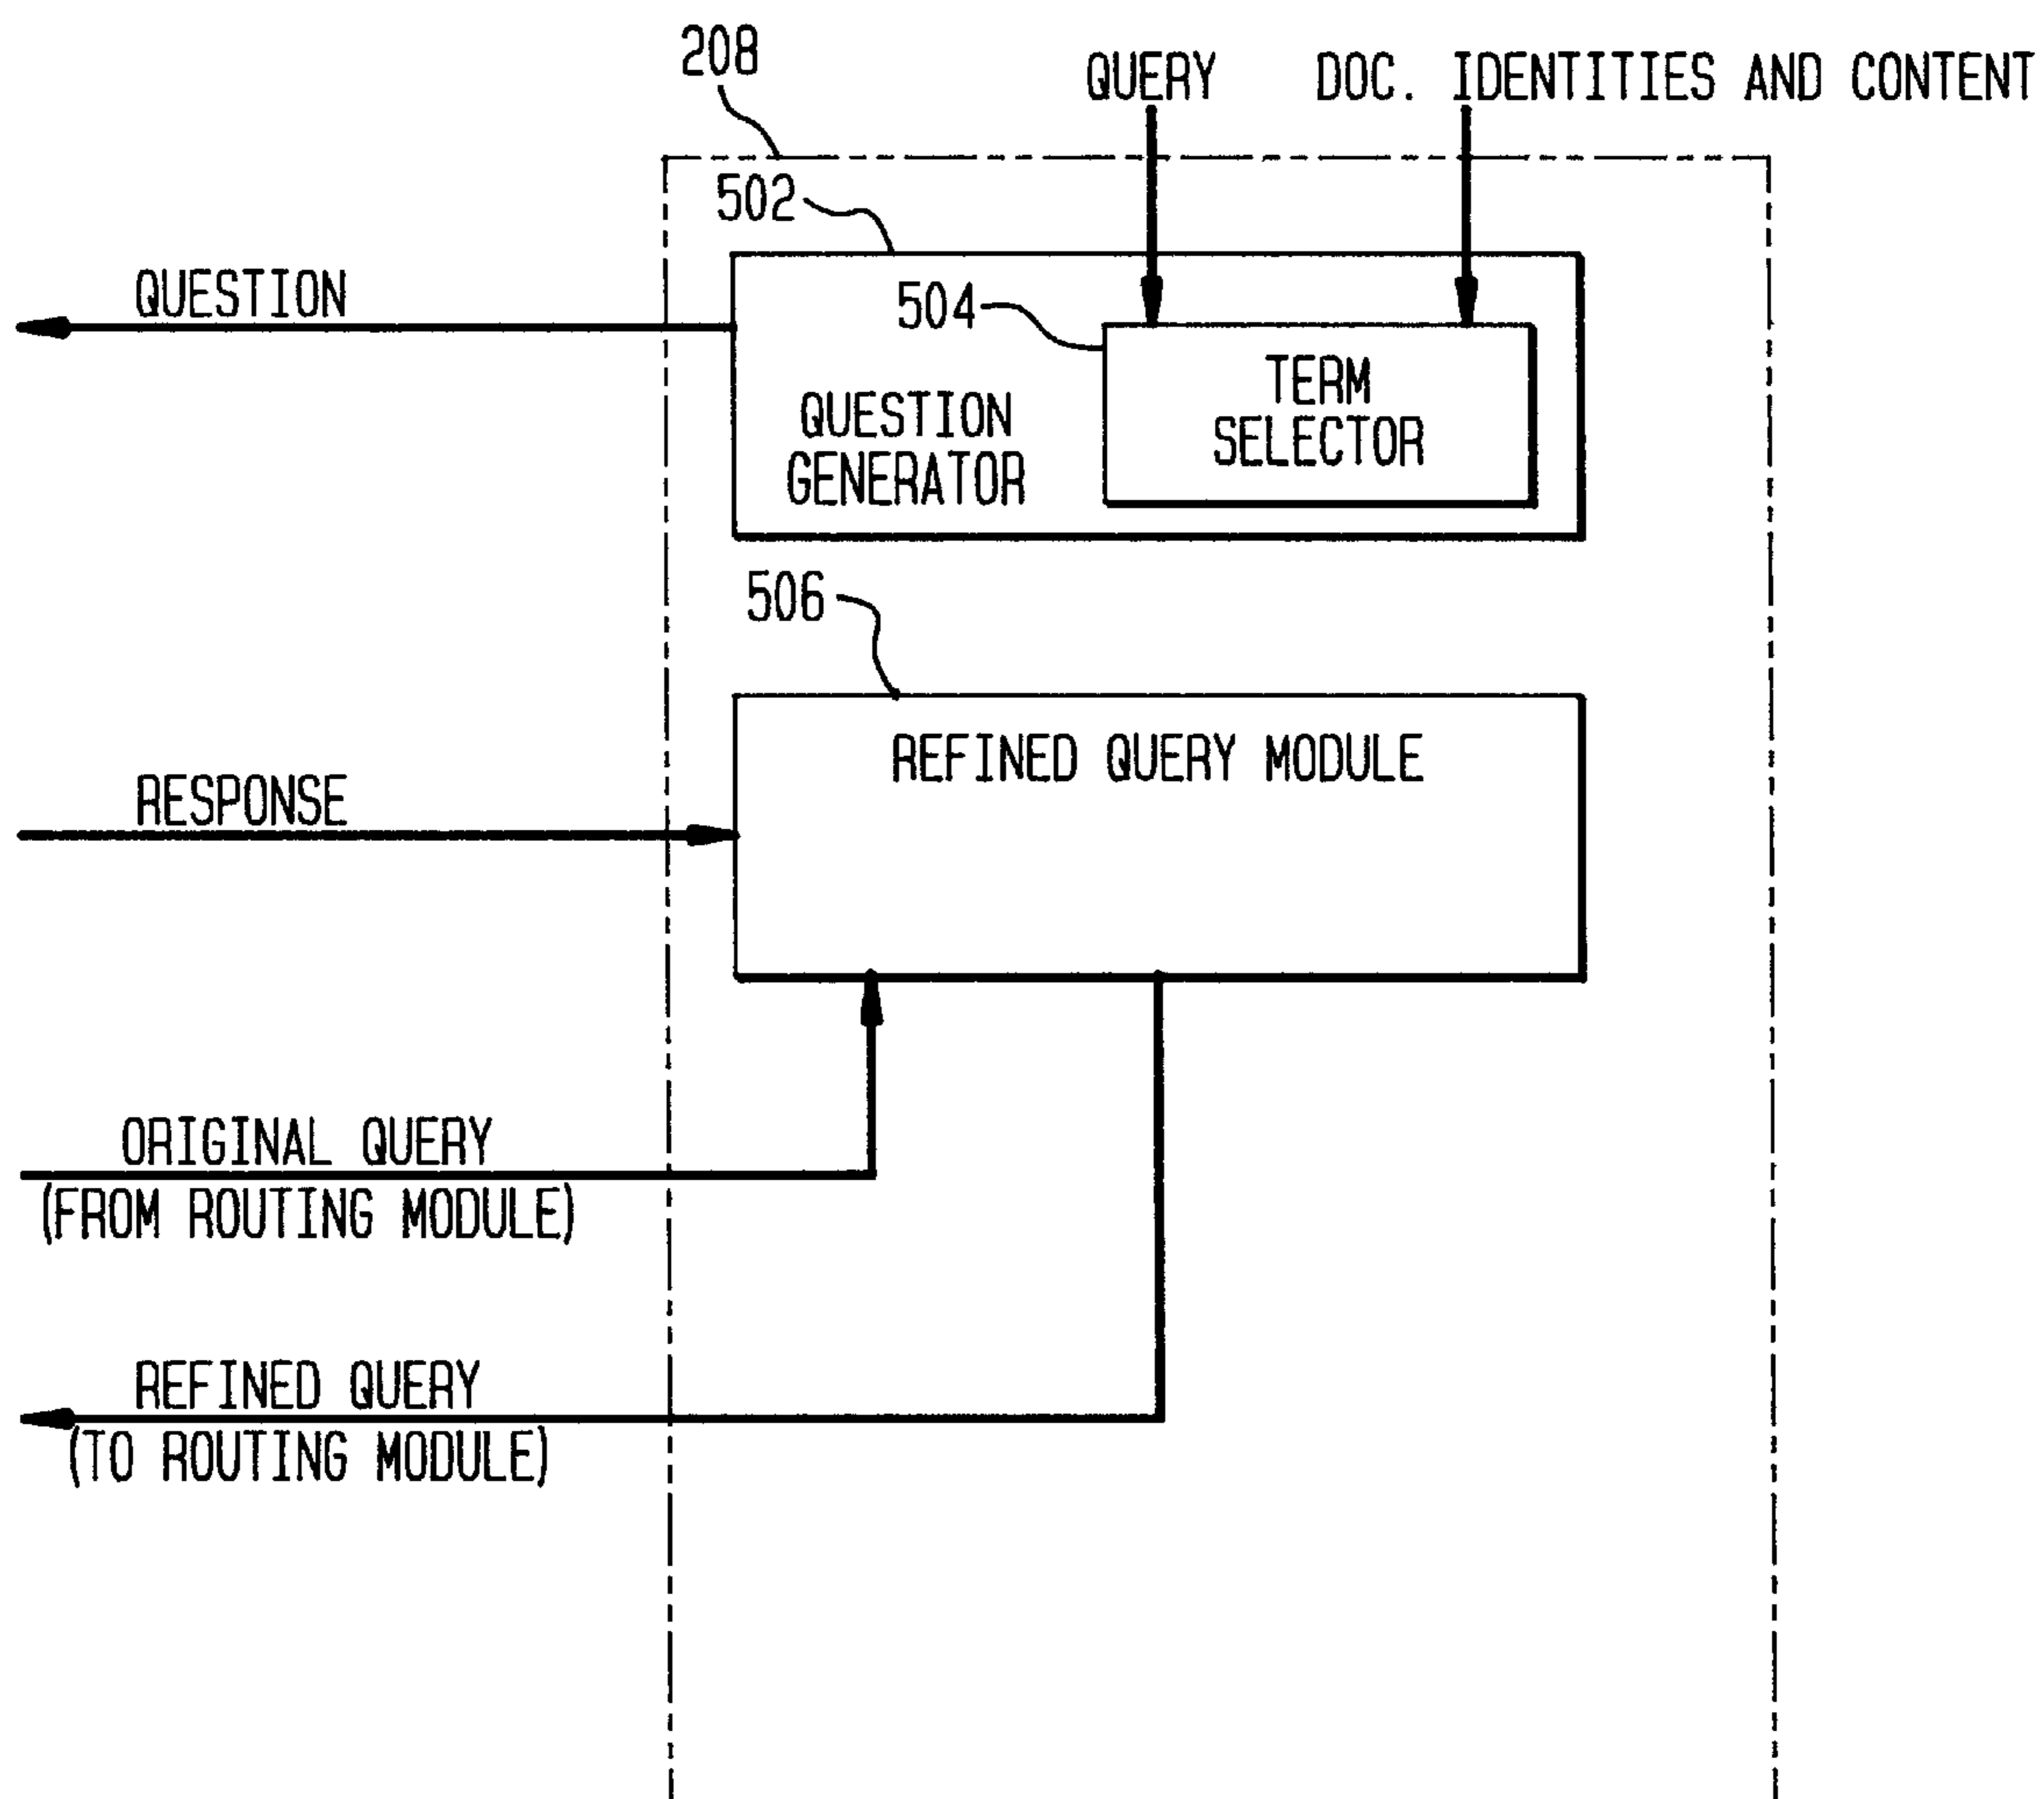 208
QUERY
DOC. IDENTITIES AND CONTENT
502
QUESTION
504
TERM
SELECTOR
QUESTION
GENERATOR
506
REFINED QUERY MODULE
RESPONSE
ORIGINAL QUERY
(FROM ROUTING MODULE)
REFINED QUERY
(TO ROUTING MODULE)